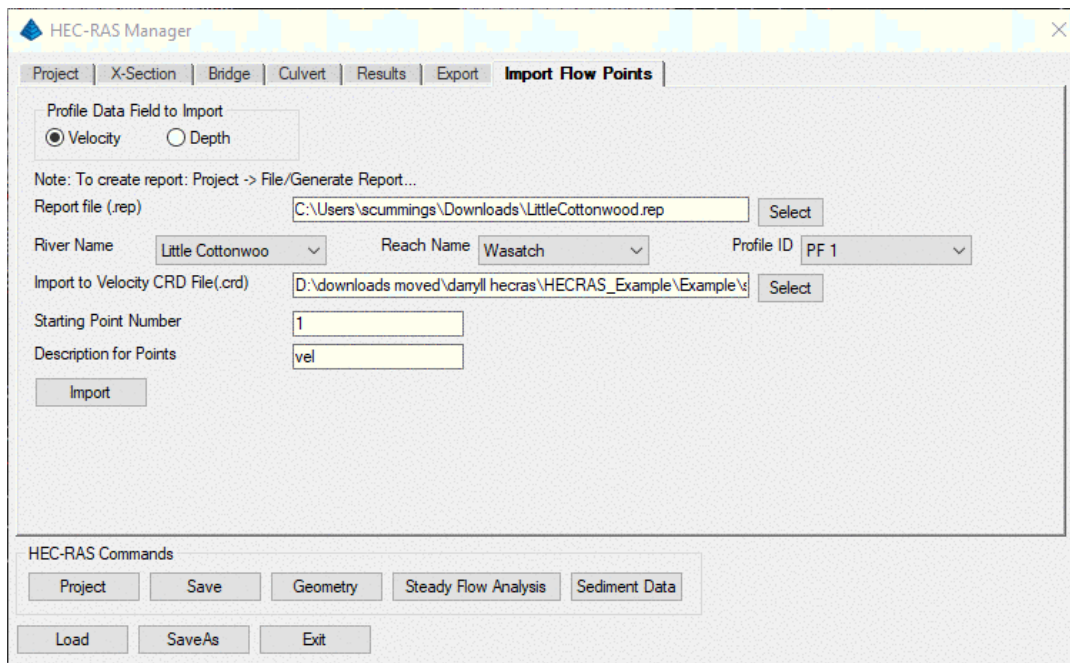 HEC-RAS Manager
Project X-Section Bridge Culvert Results Export Import Flow Points
Profile Data Field to Import
Velocity Depth
Note: To create report: Project -> File/Generate Report...
Report file (.rep) C:\Users\scummings\Downloads\LittleCottonwood.rep Select
River Name Little Cottonwoo Reach Name Wasatch Profile ID PF 1
Import to Velocity CRD File(.crd) D:\downloads moved\darryll hecras\HECRAS_Example\Example\s Select
Starting Point Number 1
Description for Points vel
Import
HEC-RAS Commands
Project Save Geometry Steady Flow Analysis Sediment Data
Load SaveAs Exit